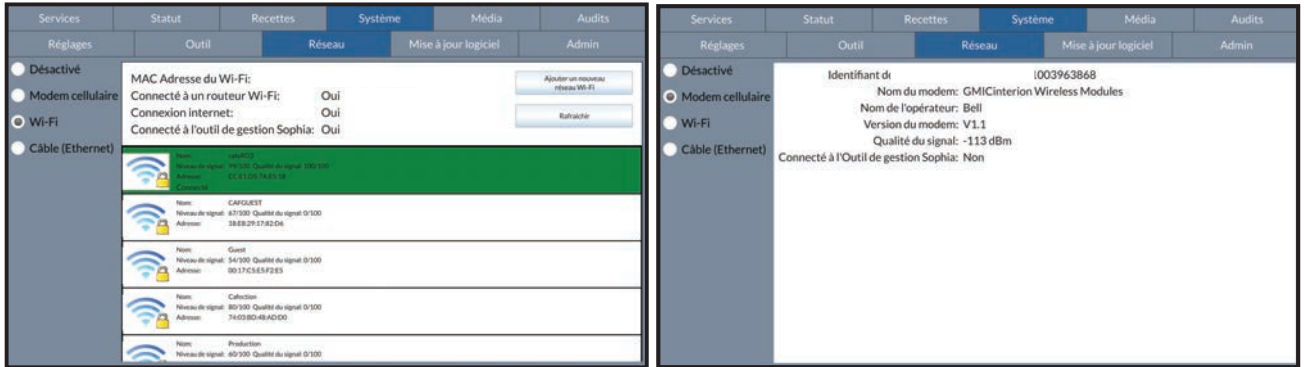 Services Statut Recettes Système Média Audits
Réglages Outil Réseau Mise à jour logiciel Admin
Désactivé
Modem cellulaire
Wi-Fi
Câble (Ethernet)
MAC Adresse du Wi-Fi:
Connecté à un routeur Wi-Fi: Oui
Connexion internet: Oui
Connecté à l'outil de gestion Sophia: Oui
Ajouter un nouveau
réseau Wi-Fi
Rafraichir
Nom:
Niveau de signal: 99/100 Qualité du signal: 100/100
Adresse:
Connecté
Nom: CAFGUEST
Niveau de signal: 67/100 Qualité du signal: 0/100
Adresse: 38:E8:29:17:82:D6
Nom: Guest
Niveau de signal: 54/100 Qualité du signal: 0/100
Adresse: 00:17:C5:E5:F2:E5
Nom: Cafection
Niveau de signal: 80/100 Qualité du signal: 0/100
Adresse: 74:03:BD:48:AD:D0
Nom: Production
Niveau de signal: 60/100 Qualité du signal: 0/100
Services Statut Recettes Système Média Audits
Réglages Outil Réseau Mise à jour logiciel Admin
Désactivé
Modem cellulaire
Wi-Fi
Câble (Ethernet)
Identifiant de 1003963868
Nom du modem: GMICinterion Wireless Modules
Nom de l'opérateur: Bell
Version du modem: V1.1
Qualité du signal: -113 dBm
Connecté à l'Outil de gestion Sophia: Non